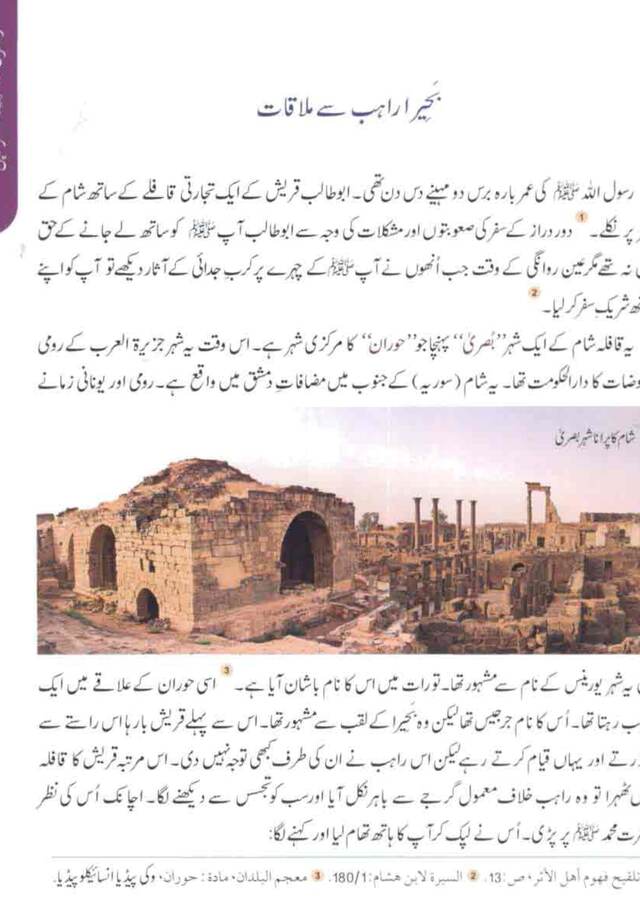 بَحِیرا راہب سے ملاقات
رسول اللہ ﷺ کی عمر بارہ برس دو مہینے دس دن تھی۔ ابوطالب قریش کے ایک تجارتی قافلے کے ساتھ شام کے
پر نکلے۔ 1 دور دراز کے سفر کی صعوبتوں اور مشکلات کی وجہ سے ابوطالب آپ ﷺ کو ساتھ لے جانے کے حق
نہ تھے مگر عین روانگی کے وقت جب اُنھوں نے آپ ﷺ کے چہرے پر کربِ جدائی کے آثار دیکھے تو آپ کو اپنے
شریکِ سفر کر لیا۔ 2
یہ قافلہ شام کے ایک شہر ”بُصریٰ“ پہنچا جو ”حوران“ کا مرکزی شہر ہے۔ اس وقت یہ شہر جزیرۃ العرب کے رومی
کا دارالحکومت تھا۔ یہ شام (سوریہ) کے جنوب میں مضافاتِ دمشق میں واقع ہے۔ رومی اور یونانی زمانے
شام کا پرانا شہر بصریٰ
یہ شہر بورنیس کے نام سے مشہور تھا۔ تورات میں اس کا نام باشان آیا ہے۔ 3 اسی حوران کے علاقے میں ایک
رہتا تھا۔ اُس کا نام جرجیس تھا لیکن وہ بَحیرا کے لقب سے مشہور تھا۔ اس سے پہلے قریش بارہا اس راستے سے
اور یہاں قیام کرتے رہے لیکن اس راہب نے ان کی طرف کبھی توجہ نہیں دی۔ اس مرتبہ قریش کا قافلہ
ٹھہرا تو وہ راہب خلافِ معمول گرجے سے باہر نکل آیا اور سب کو تجسس سے دیکھنے لگا۔ اچانک اُس کی نظر
محمد ﷺ پر پڑی۔ اُس نے لپک کر آپ کا ہاتھ تھام لیا اور کہنے لگا:
تلقیح فهوم أهل الأثر، ص:13. 2 السیرة لابن هشام:180/1. 3 معجم البلدان، مادة: حوران، وکی پیڈیا انسائیکلوپیڈیا.